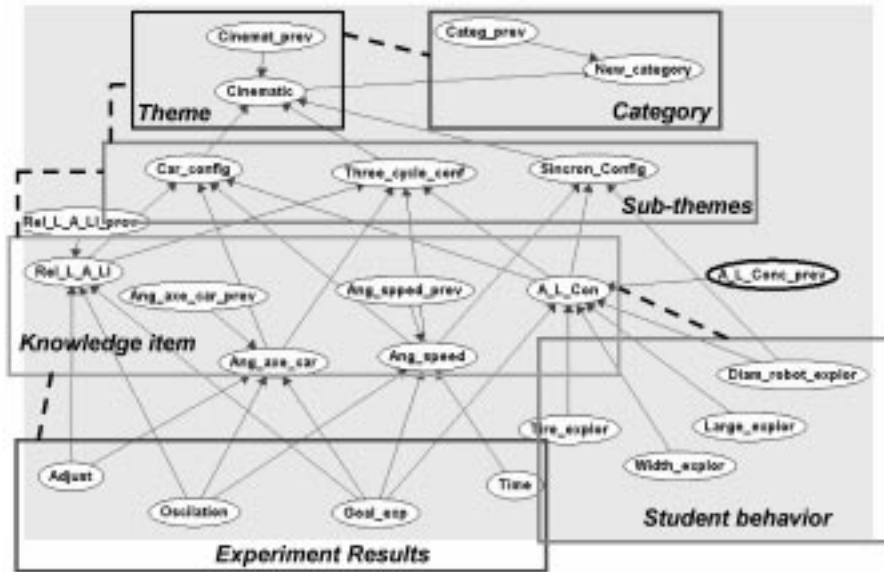 Cinemat_prev
Categ_prev
New_category
Cinematic
Theme
Category
Car_config
Three_cycle_conf
Sincron_Config
Sub-themes
Rel_L_A_LI_prev
Rel_L_A_LI
Ang_axe_car_prev
Ang_spped_prev
A_L_Con
A_L_Conc_prev
Knowledge item
Ang_axe_car
Ang_speed
Diam_robot_explor
Tire_explor
Large_explor
Width_explor
Adjust
Oscilation
Goal_exp
Time
Student behavior
Experiment Results